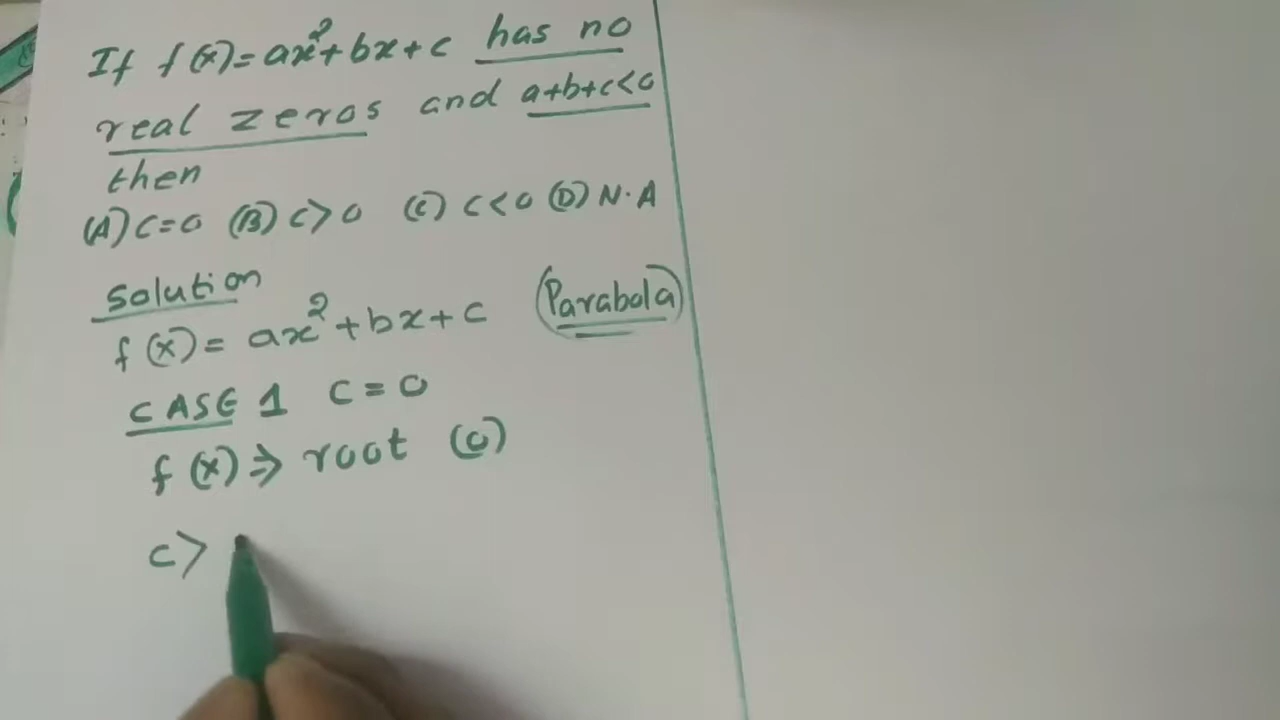 If f(x)=ax²+bx+c has no
real zeros and a+b+c<0
then
(A) C=0 (B) C>0 (C) C<0 (D) N.A
Solution
f(x)= ax²+bx+c (Parabola)
CASE 1 C=0
f(x)⇒ root (0)
C>